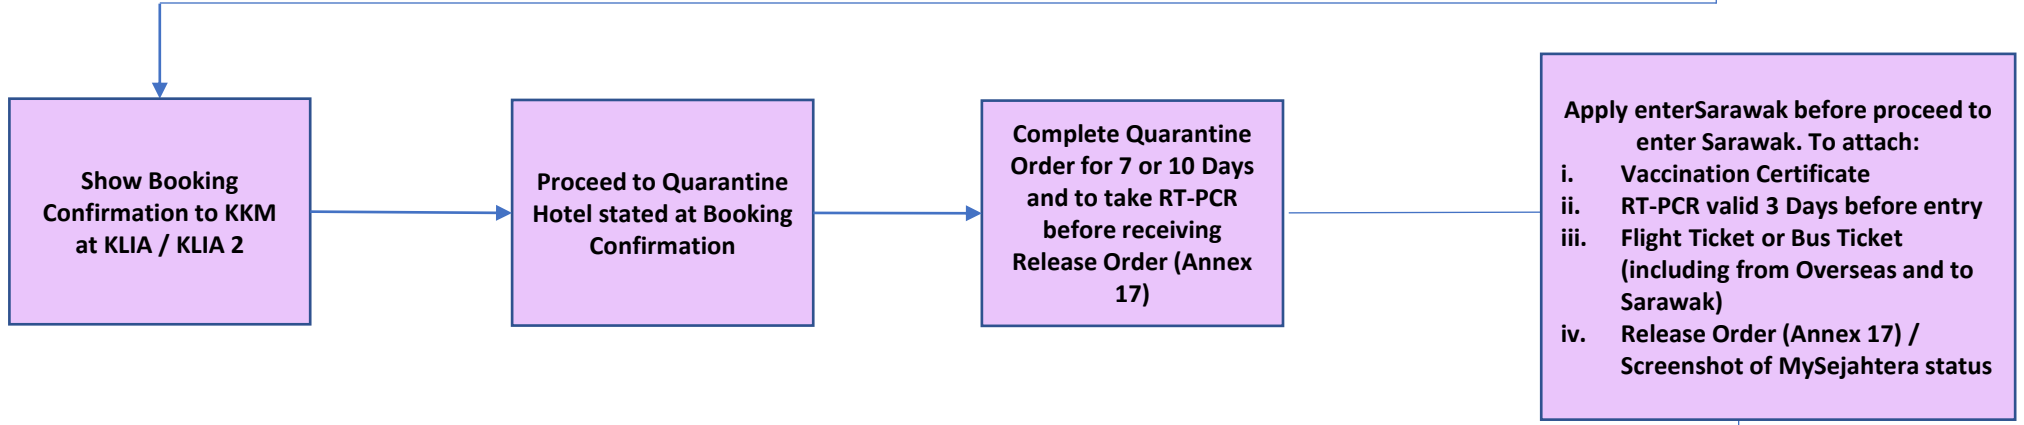 Show Booking
Confirmation to KKM
at KLIA / KLIA 2
Proceed to Quarantine
Hotel stated at Booking
Confirmation
Complete Quarantine
Order for 7 or 10 Days
and to take RT-PCR
before receiving
Release Order (Annex
17)
Apply enterSarawak before proceed to
enter Sarawak. To attach:
i. Vaccination Certificate
ii. RT-PCR valid 3 Days before entry
iii. Flight Ticket or Bus Ticket
(including from Overseas and to
Sarawak)
iv. Release Order (Annex 17) /
Screenshot of MySejahtera status